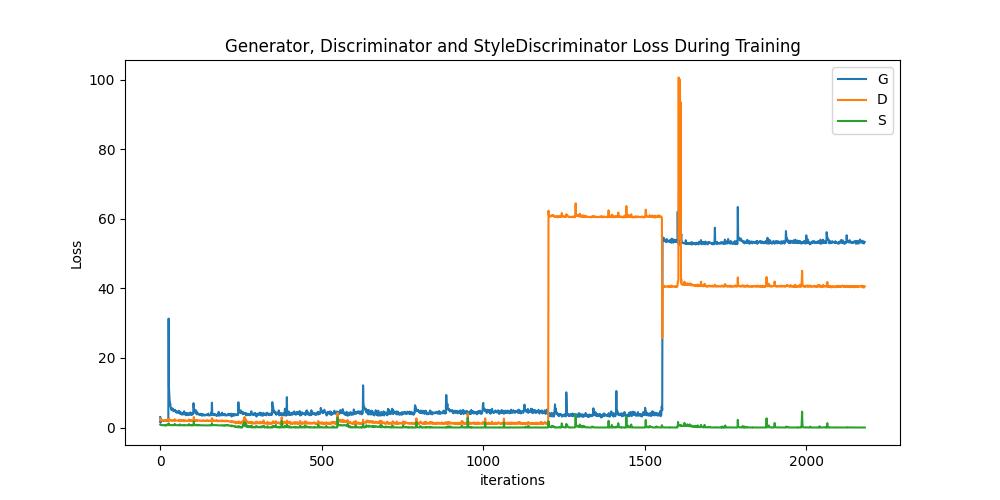 Generator, Discriminator and StyleDiscriminator Loss During Training
G
D
S
100
80
60
40
20
0
Loss
0 500 1000 1500 2000
iterations